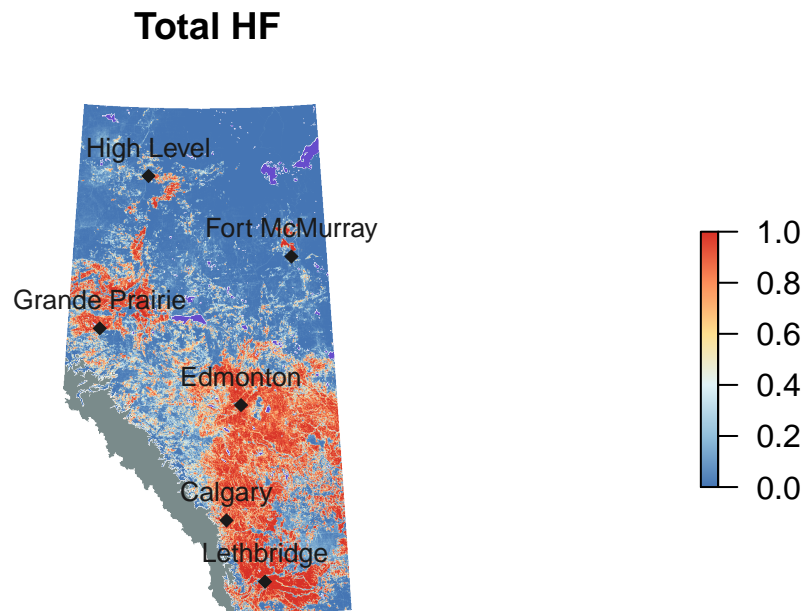 Total HF
High Level
Fort McMurray
Grande Prairie
Edmonton
Calgary
Lethbridge
1.0
0.8
0.6
0.4
0.2
0.0